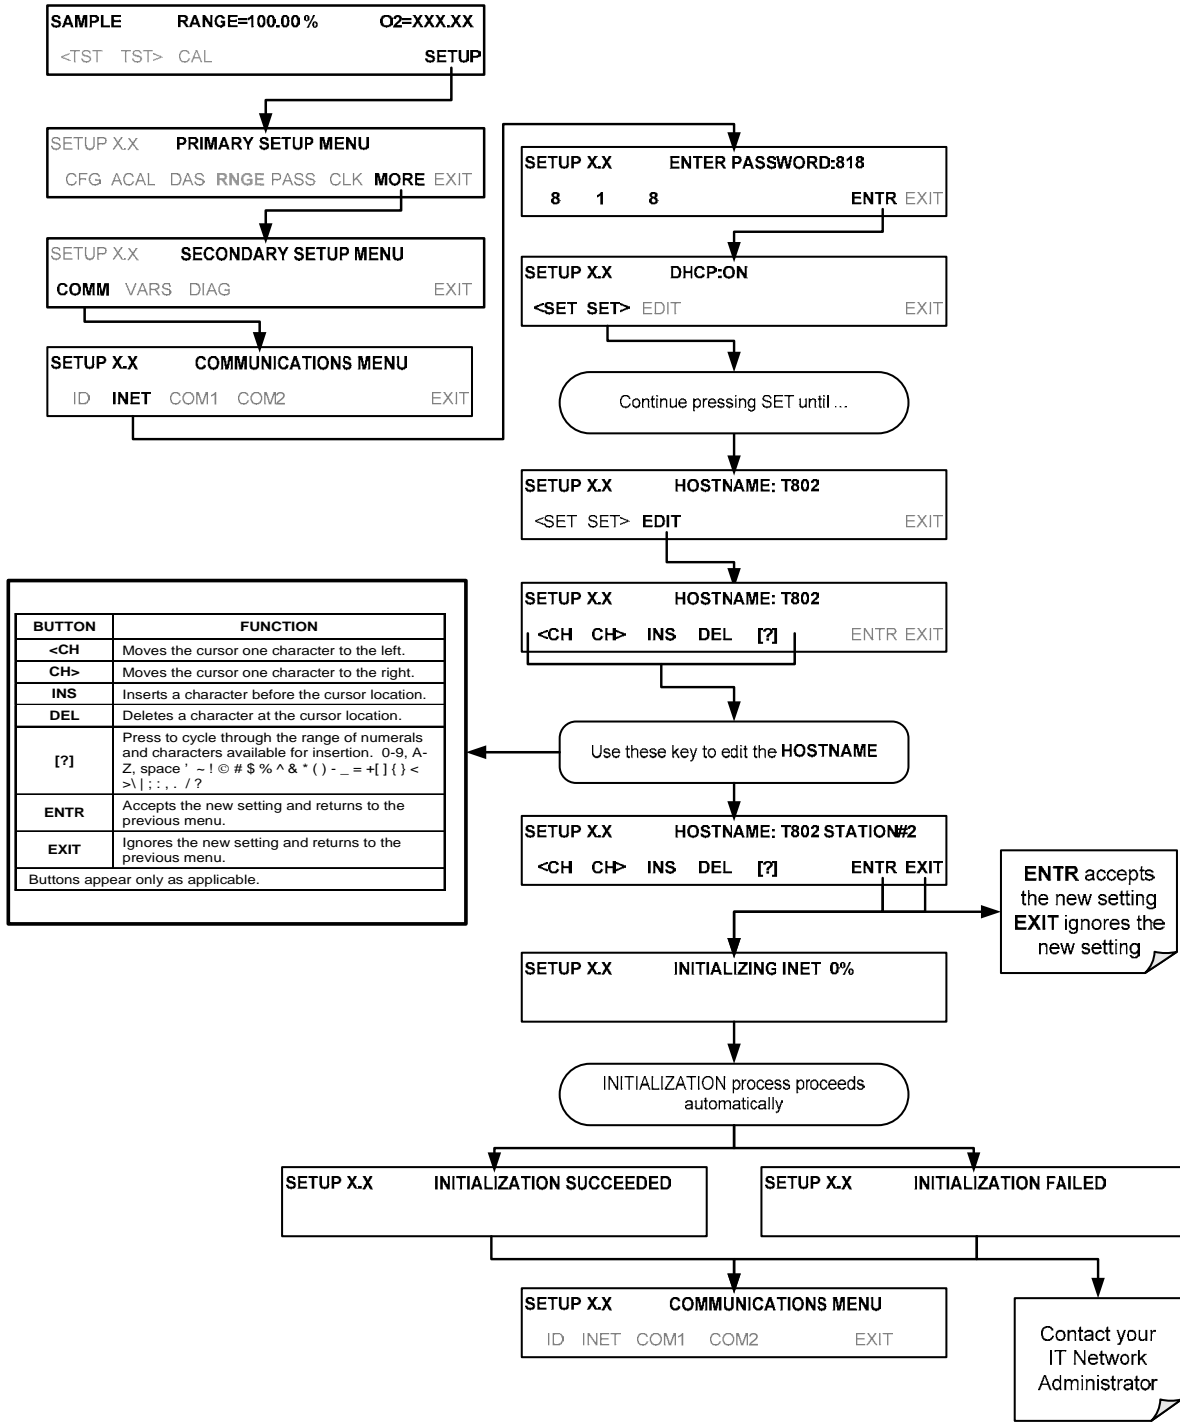 SAMPLE RANGE=100.00 % O2=XXX.XX
<TST TST> CAL SETUP
SETUP X.X PRIMARY SETUP MENU
CFG ACAL DAS RNGE PASS CLK MORE EXIT
SETUP X.X SECONDARY SETUP MENU
COMM VARS DIAG EXIT
SETUP X.X COMMUNICATIONS MENU
ID INET COM1 COM2 EXIT
SETUP X.X ENTER PASSWORD:818
8 1 8 ENTR EXIT
SETUP X.X DHCP:ON
<SET SET> EDIT EXIT
Continue pressing SET until ...
SETUP X.X HOSTNAME: T802
<SET SET> EDIT EXIT
SETUP X.X HOSTNAME: T802
<CH CH> INS DEL [?] ENTR EXIT
Use these key to edit the HOSTNAME
BUTTON FUNCTION
<CH Moves the cursor one character to the left.
CH> Moves the cursor one character to the right.
INS Inserts a character before the cursor location.
DEL Deletes a character at the cursor location.
[?] Press to cycle through the range of numerals
and characters available for insertion. 0-9, A-
Z, space ' ~ ! © # $ % ^ & * ( ) - _ = +[ ] { } <
>\ | ; : , . / ?
ENTR Accepts the new setting and returns to the
previous menu.
EXIT Ignores the new setting and returns to the
previous menu.
Buttons appear only as applicable.
SETUP X.X HOSTNAME: T802 STATION#2
<CH CH> INS DEL [?] ENTR EXIT
ENTR accepts
the new setting
EXIT ignores the
new setting
SETUP X.X INITIALIZING INET 0%
INITIALIZATION process proceeds
automatically
SETUP X.X INITIALIZATION SUCCEEDED
SETUP X.X INITIALIZATION FAILED
SETUP X.X COMMUNICATIONS MENU
ID INET COM1 COM2 EXIT
Contact your
IT Network
Administrator